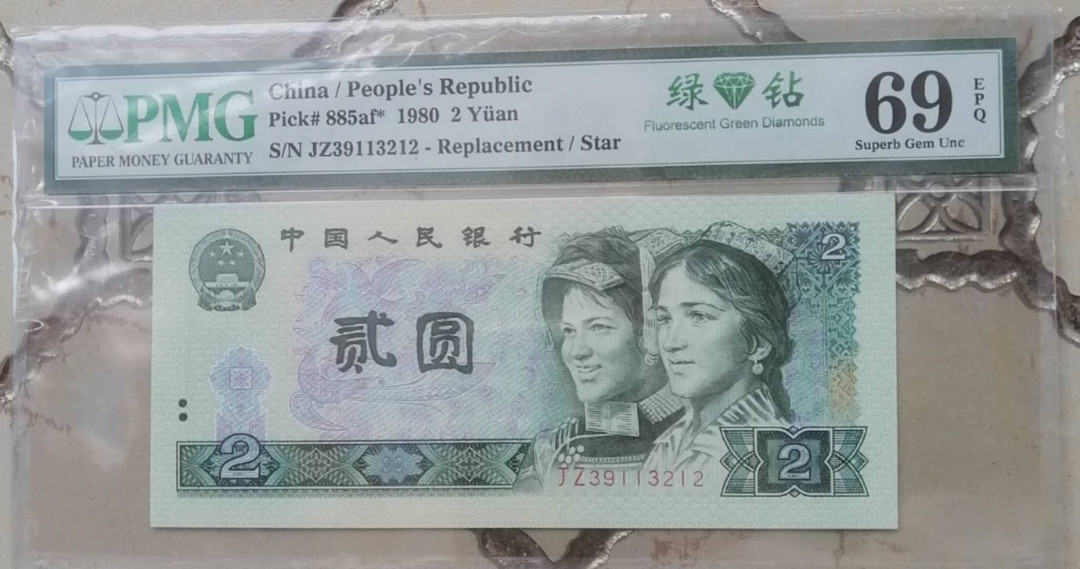 PMG
PAPER MONEY GUARANTY
China / People's Republic
Pick# 885af* 1980 2 Yüan
S/N JZ39113212 - Replacement / Star
绿 钻
Fluorescent Green Diamonds
69
EPQ
Superb Gem Unc
中国人民银行
2
贰圆
2
JZ39113212
2